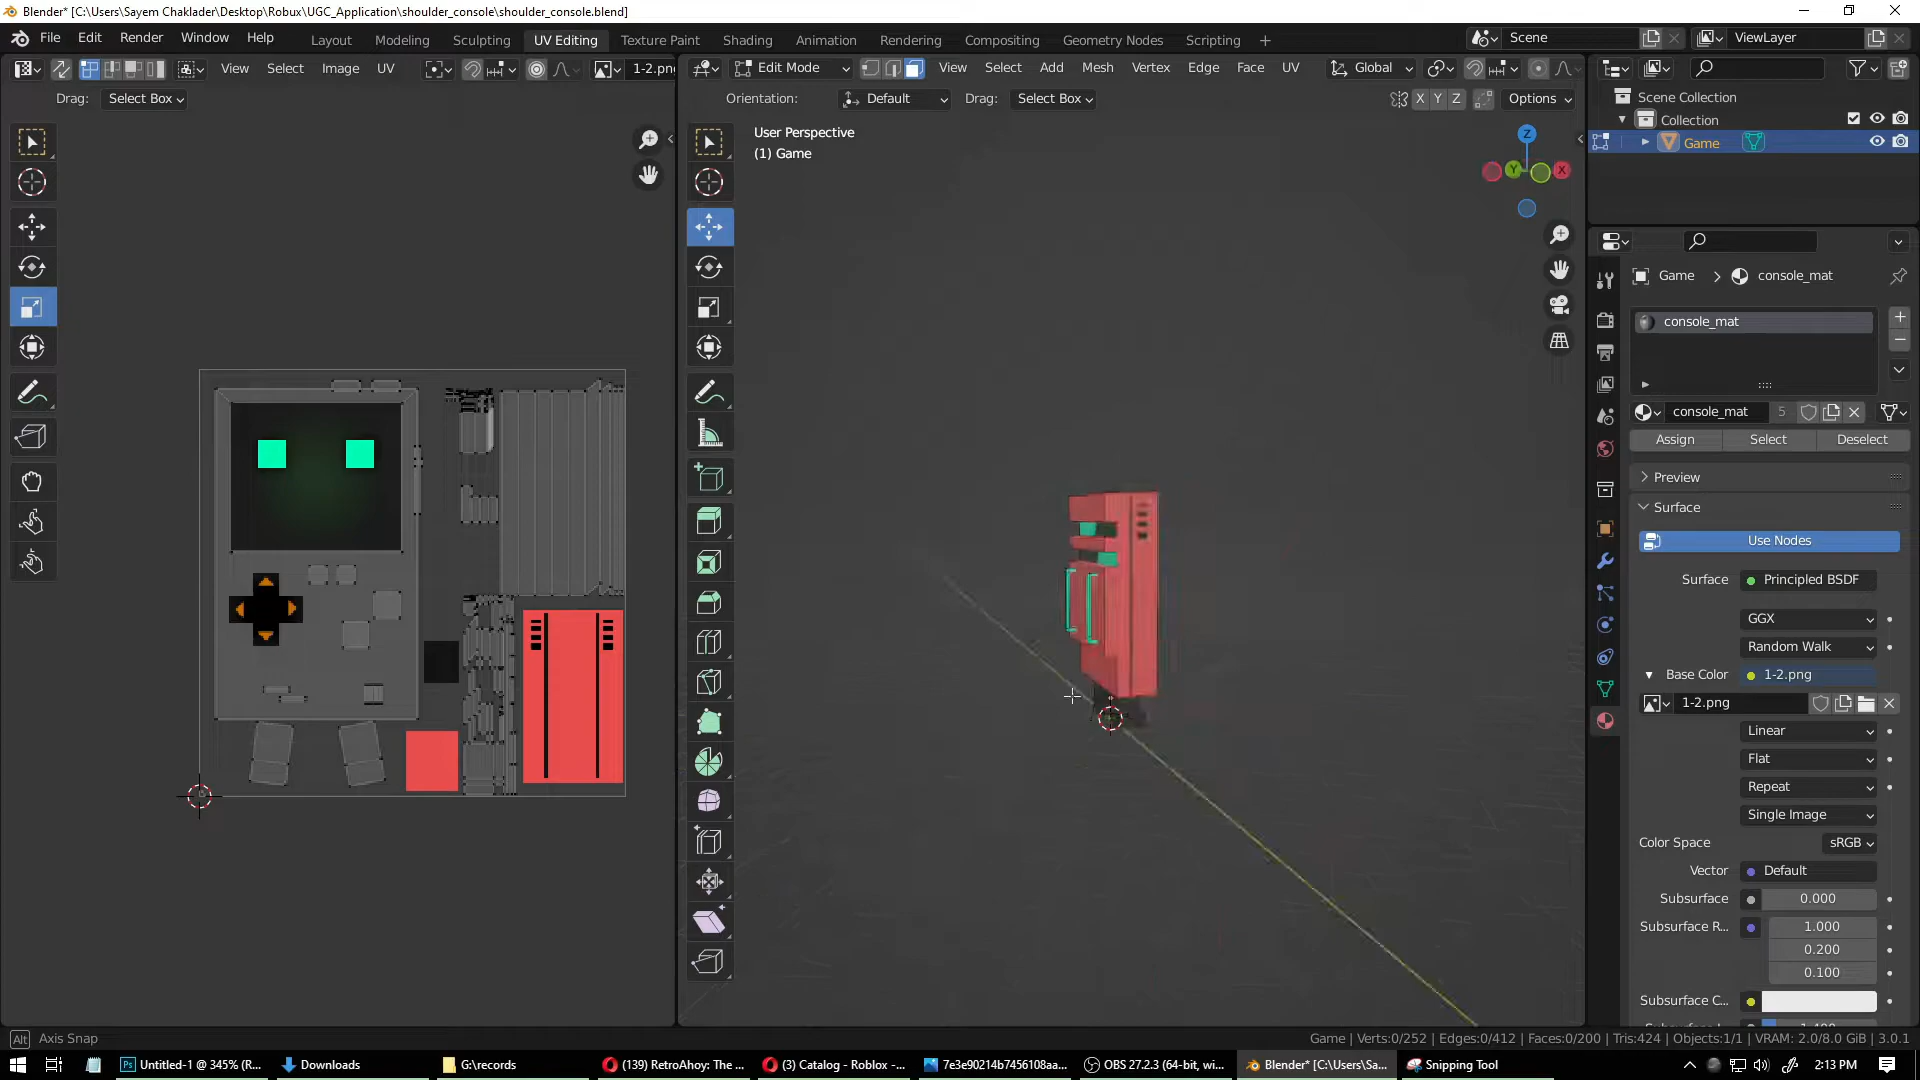 Blender* [C:\Users\Sayem Chaklader\Desktop\Robux\UGC_Application\shoulder_console\shoulder_console.blend]
File Edit Render Window Help Layout Modeling Sculpting UV Editing Texture Paint Shading Animation Rendering Compositing Geometry Nodes Scripting + Scene ViewLayer
View Select Image UV 1-2.pn Edit Mode View Select Add Mesh Vertex Edge Face UV Global
Drag: Select Box Orientation: Default Drag: Select Box X Y Z Options
Scene Collection
Collection
Game
User Perspective
(1) Game
Z
Y X
Game > console_mat
console_mat
console_mat 5
Assign Select Deselect
Preview
Surface
Use Nodes
Surface Principled BSDF
GGX
Random Walk
Base Color 1-2.png
1-2.png
Linear
Flat
Repeat
Single Image
Color Space sRGB
Vector Default
Subsurface 0.000
Subsurface R... 1.000
0.200
0.100
Subsurface C...
Alt Axis Snap
Game | Verts:0/252 | Edges:0/412 | Faces:0/200 | Tris:424 | Objects:1/1 | VRAM: 2.0/8.0 GiB | 3.0.1
Untitled-1 @ 345% (R... Downloads G:\records (139) RetroAhoy: The ... (3) Catalog - Roblox -... 7e3e90214b7456108aa... OBS 27.2.3 (64-bit, wi... Blender* [C:\Users\Sa... Snipping Tool 2:13 PM